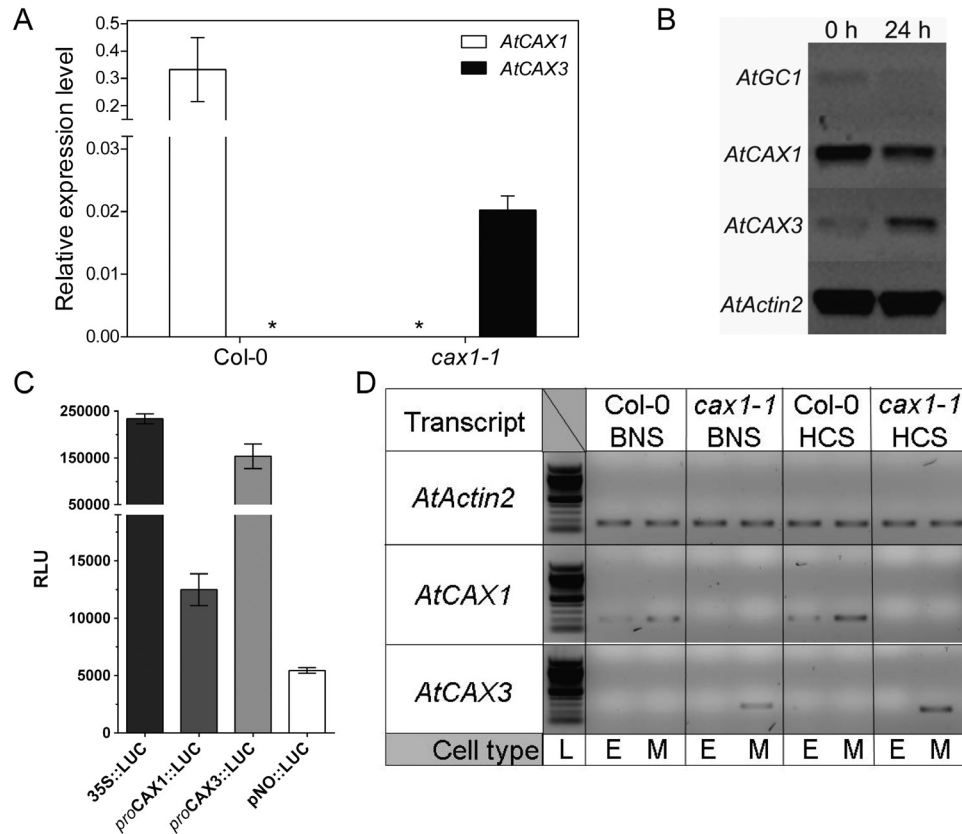 A
Relative expression level
0.5
0.4
0.3
0.2
0.03
0.02
0.01
0.00
AtCAX1
AtCAX3
*
*
Col-0
cax1-1
B
0 h 24 h
AtGC1
AtCAX1
AtCAX3
AtActin2
C
RLU
250000
150000
50000
15000
10000
5000
0
35S::LUC
proCAX1::LUC
proCAX3::LUC
pNO::LUC
D
Transcript
Col-0 BNS
cax1-1 BNS
Col-0 HCS
cax1-1 HCS
AtActin2
AtCAX1
AtCAX3
Cell type L E M E M E M E M